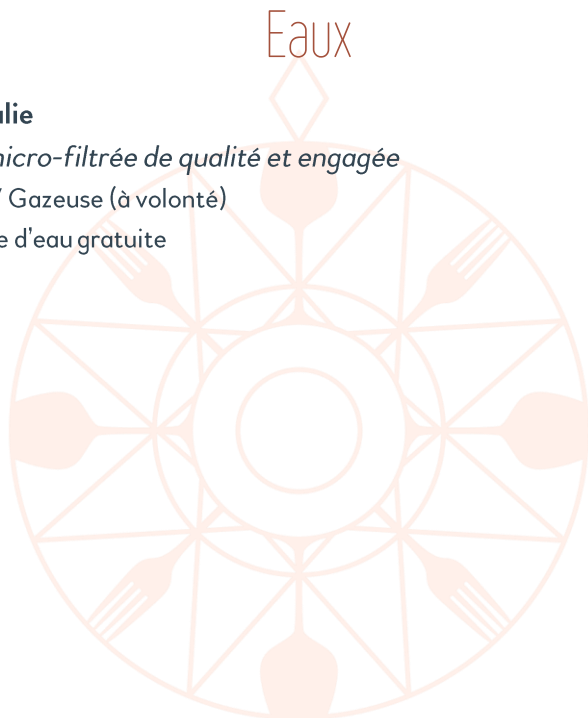 Eaux
lie
micro-filtrée de qualité et engagée
/ Gazeuse (à volonté)
e d'eau gratuite